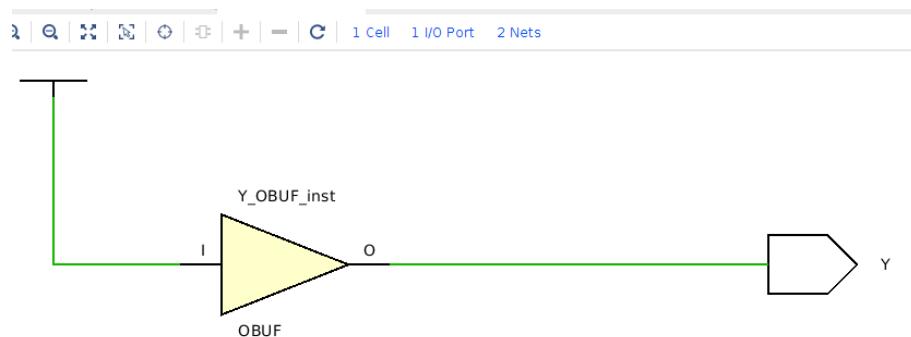 1 Cell 1 I/O Port 2 Nets
Y_OBUF_inst
I O
Y
OBUF